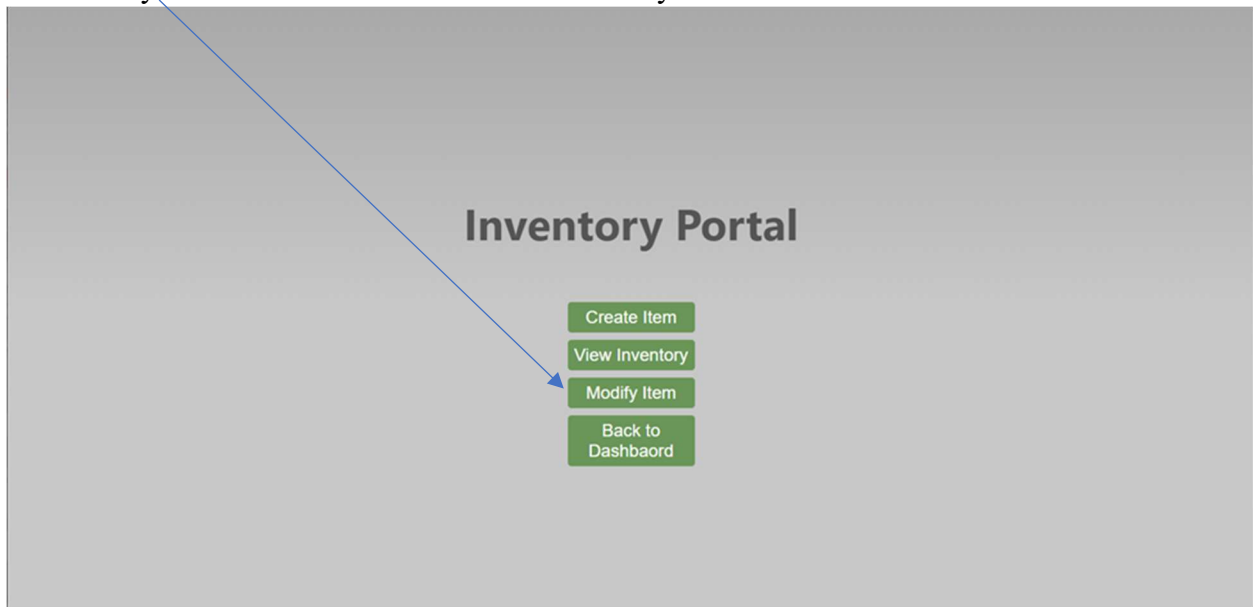 Inventory Portal
Create Item
View Inventory
Modify Item
Back to
Dashbaord